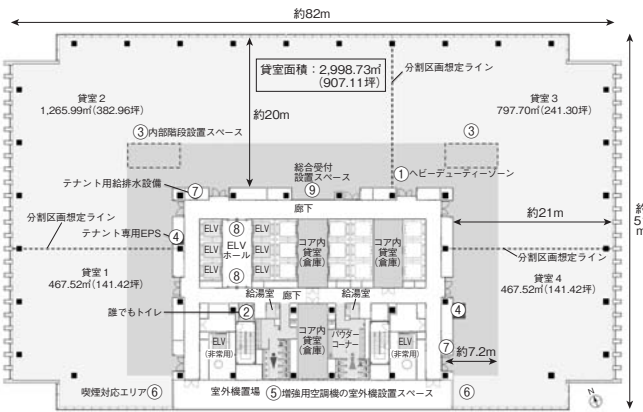 約82m
貸室面積：2,998.73㎡
(907.11坪)
分割区画想定ライン
貸室2
1,265.99㎡(382.96坪)
貸室3
797.70㎡(241.30坪)
約20m
③内部階段設置スペース
③
総合受付
設置スペース
⑨
①ヘビーデューティーゾーン
テナント用給排水設備
⑦
廊下
約21m
分割区画想定ライン
テナント専用EPS
④
ELV
ELV
ELV
⑧
ELV
ホール
⑧
ELV
ELV
ELV
コア内
貸室
(倉庫)
コア内
貸室
(倉庫)
分割区画想定ライン
貸室1
467.52㎡(141.42坪)
貸室4
467.52㎡(141.42坪)
給湯室
廊下
給湯室
誰でもトイレ
②
④
コア内
貸室
(倉庫)
パウダー
コーナー
ELV
(非常用)
ELV
(非常用)
⑦
約7.2m
喫煙対応エリア⑥
室外機置場
⑤増強用空調機の室外機設置スペース
⑥
N